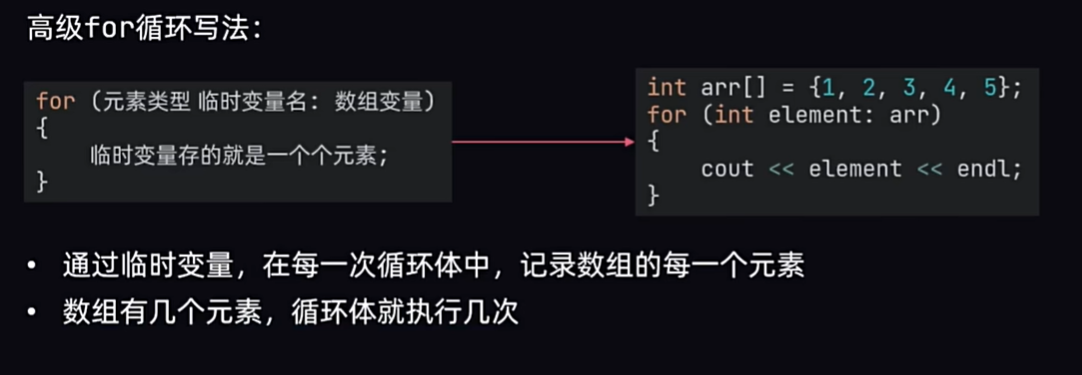 高级for循环写法:
for (元素类型 临时变量名: 数组变量)
{
    临时变量存的就是一个个元素;
}
int arr[] = {1, 2, 3, 4, 5};
for (int element: arr)
{
    cout << element << endl;
}
• 通过临时变量，在每一次循环体中，记录数组的每一个元素
• 数组有几个元素，循环体就执行几次